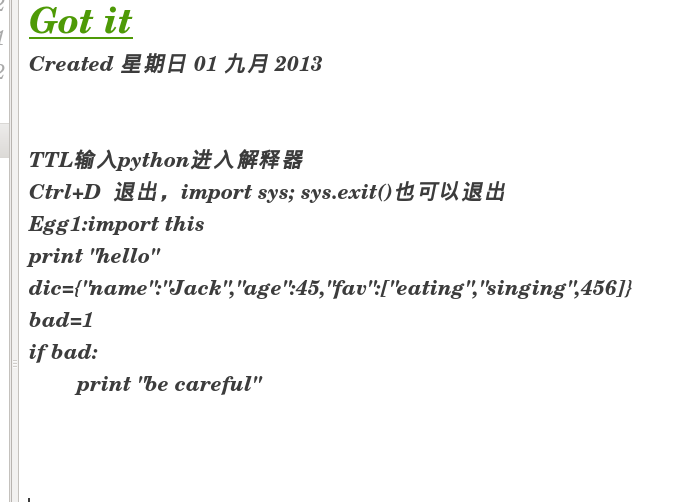 Got it
Created 星期日 01 九月 2013
TTL输入python进入解释器
Ctrl+D 退出，import sys; sys.exit()也可以退出
Egg1:import this
print "hello"
dic={"name":"Jack","age":45,"fav":["eating","singing",456]}
bad=1
if bad:
print "be careful"